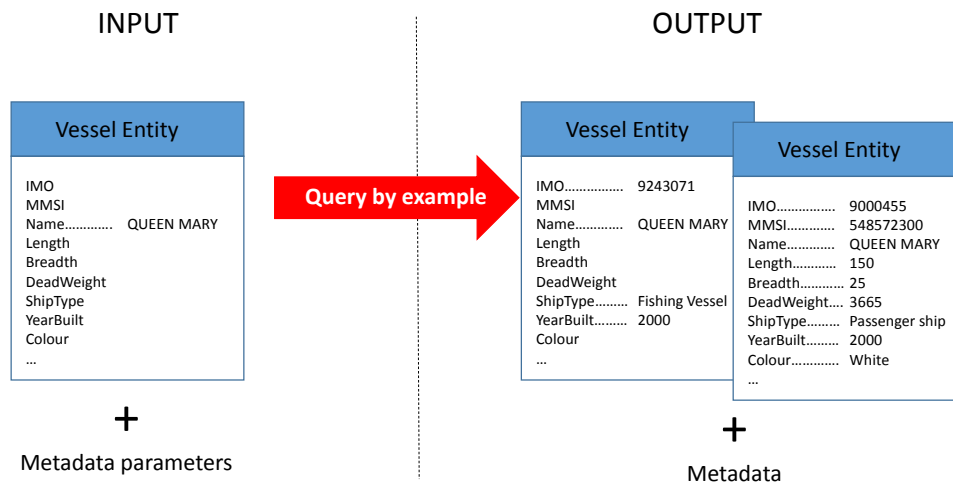 INPUT
OUTPUT
Vessel Entity
IMO
MMSI
Name…………. QUEEN MARY
Length
Breadth
DeadWeight
ShipType
YearBuilt
Colour
…
+
Metadata parameters
Query by example
Vessel Entity
IMO……………. 9243071
MMSI
Name…………. QUEEN MARY
Length
Breadth
DeadWeight
ShipType……… Fishing Vessel
YearBuilt……… 2000
Colour
…
Vessel Entity
IMO……………. 9000455
MMSI…………. 548572300
Name…………. QUEEN MARY
Length………… 150
Breadth………… 25
DeadWeight…. 3665
ShipType……… Passenger ship
YearBuilt……… 2000
Colour…………. White
…
+
Metadata